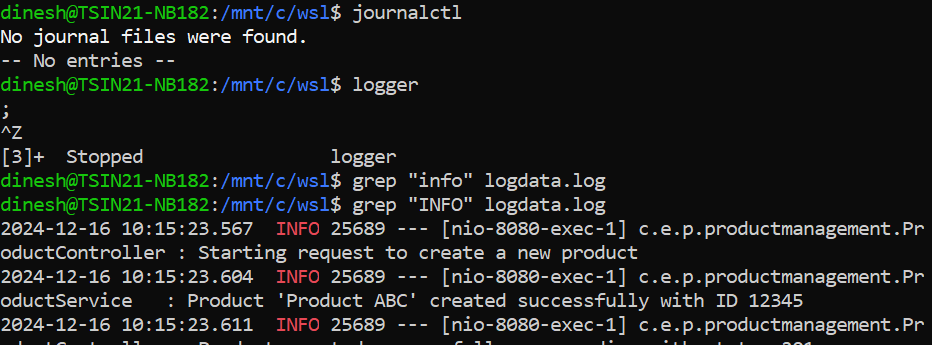 dinesh@TSIN21-NB182:/mnt/c/wsl$ journalctl
No journal files were found.
-- No entries --
dinesh@TSIN21-NB182:/mnt/c/wsl$ logger
;
^Z
[3]+  Stopped                 logger
dinesh@TSIN21-NB182:/mnt/c/wsl$ grep "info" logdata.log
dinesh@TSIN21-NB182:/mnt/c/wsl$ grep "INFO" logdata.log
2024-12-16 10:15:23.567  INFO 25689 --- [nio-8080-exec-1] c.e.p.productmanagement.Pr
oductController : Starting request to create a new product
2024-12-16 10:15:23.604  INFO 25689 --- [nio-8080-exec-1] c.e.p.productmanagement.Pr
oductService   : Product 'Product ABC' created successfully with ID 12345
2024-12-16 10:15:23.611  INFO 25689 --- [nio-8080-exec-1] c.e.p.productmanagement.Pr